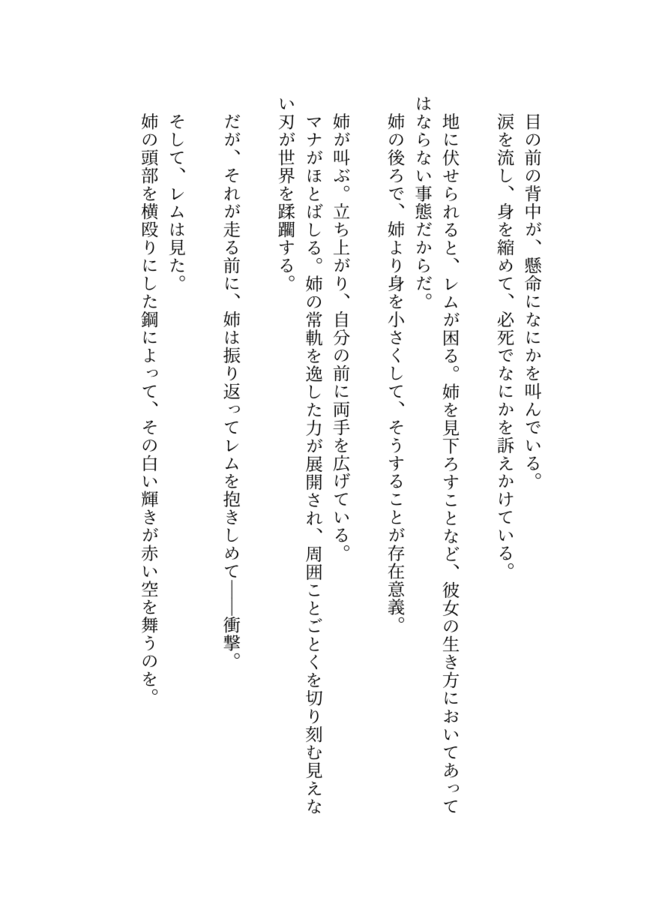 目の前の背中が、懸命になにかを叫んでいる。
涙を流し、身を縮めて、必死でなにかを訴えかけている。
地に伏せられると、レムが困る。姉を見下ろすことなど、彼女の生き方においてあって
はならない事態だからだ。
姉の後ろで、姉より身を小さくして、そうすることが存在意義。
姉が叫ぶ。立ち上がり、自分の前に両手を広げている。
マナがほとばしる。姉の常軌を逸した力が展開され、周囲ことごとくを切り刻む見えな
い刃が世界を蹂躙する。
だが、それが走る前に、姉は振り返ってレムを抱きしめて――衝撃。
そして、レムは見た。
姉の頭部を横殴りにした鋼によって、その白い輝きが赤い空を舞うのを。